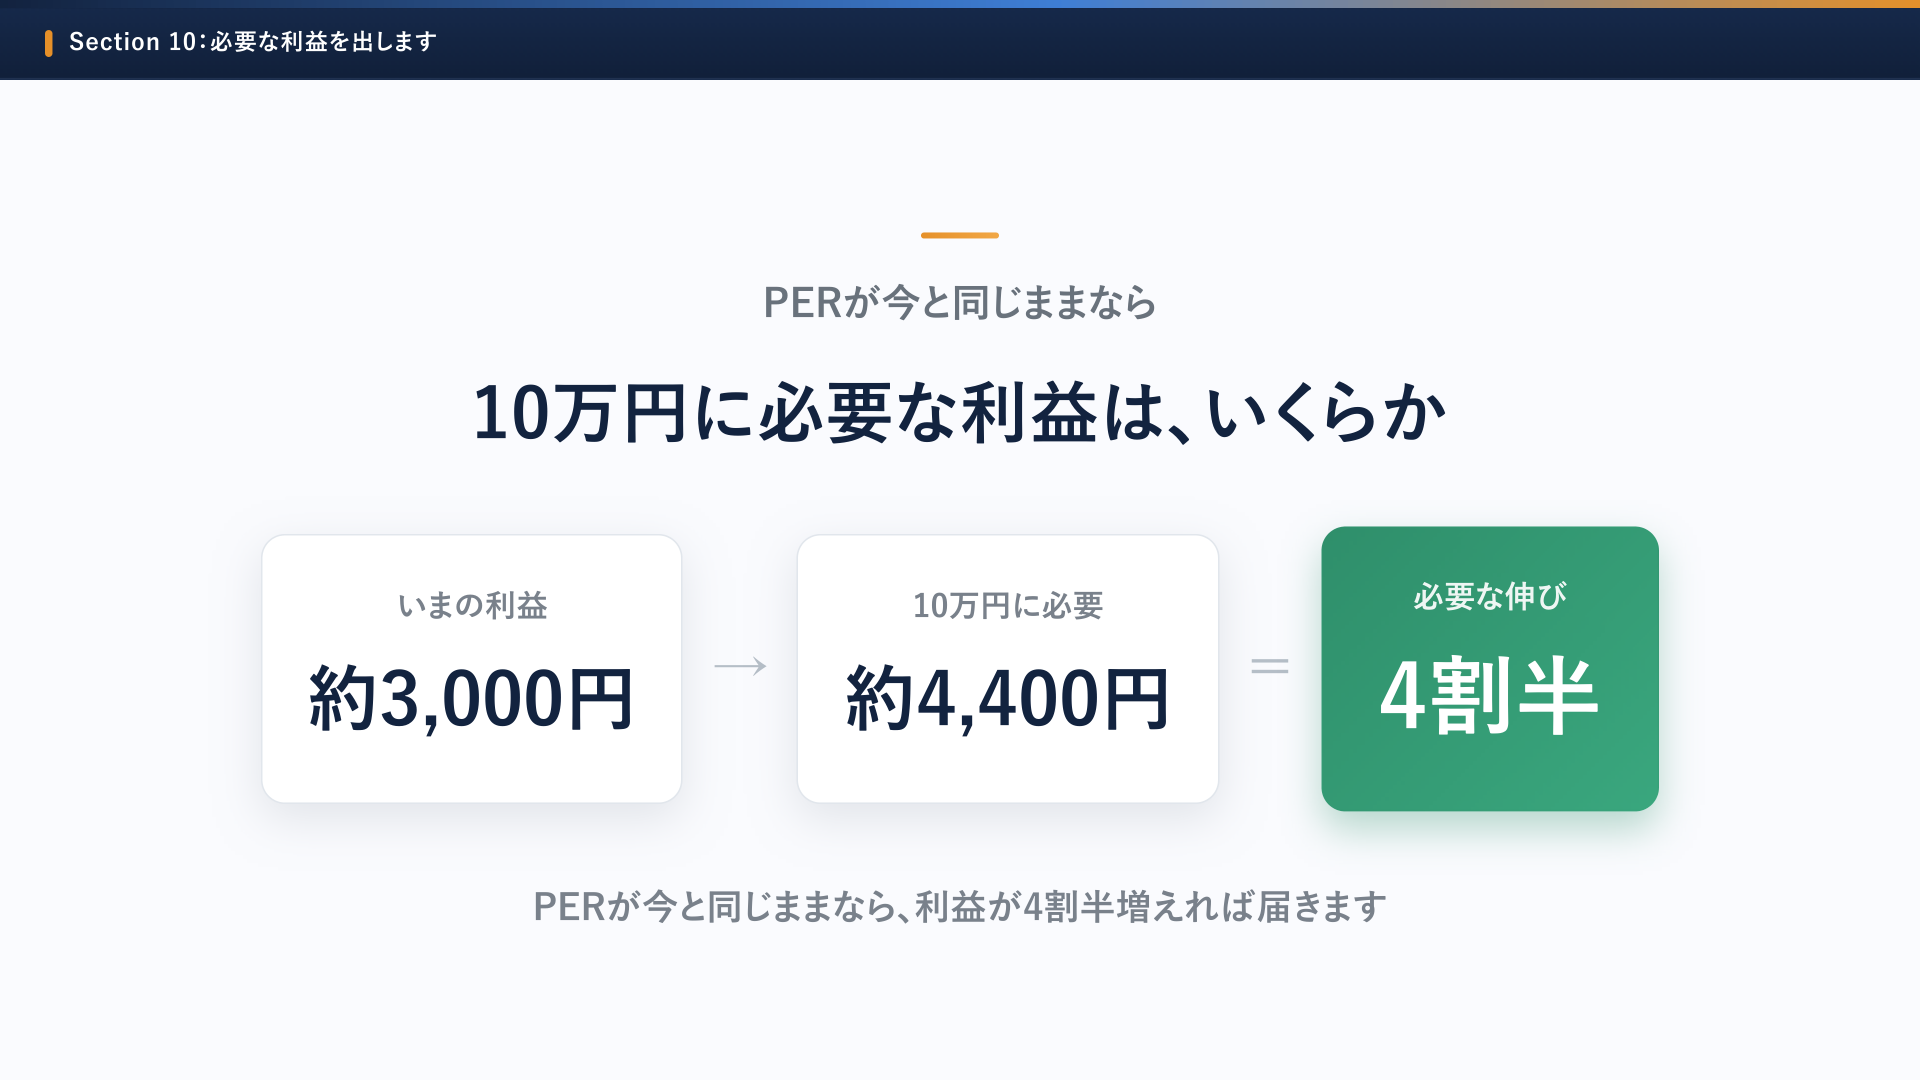 Section 10：必要な利益を出します
PERが今と同じままなら
10万円に必要な利益は、いくらか
いまの利益
約3,000円
→
10万円に必要
約4,400円
＝
必要な伸び
4割半
PERが今と同じままなら、利益が4割半増えれば届きます